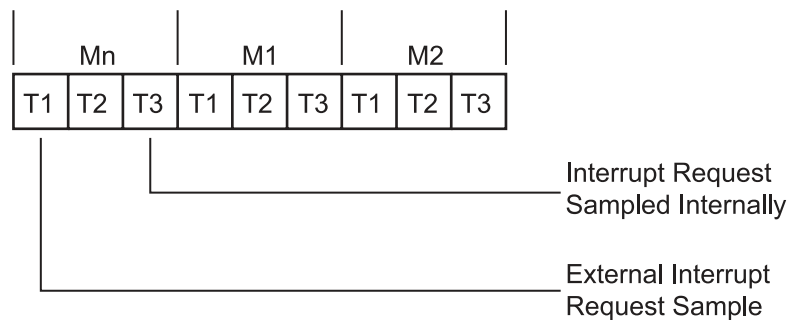 Mn M1 M2
T1 T2 T3 T1 T2 T3 T1 T2 T3
Interrupt Request
Sampled Internally
External Interrupt
Request Sample